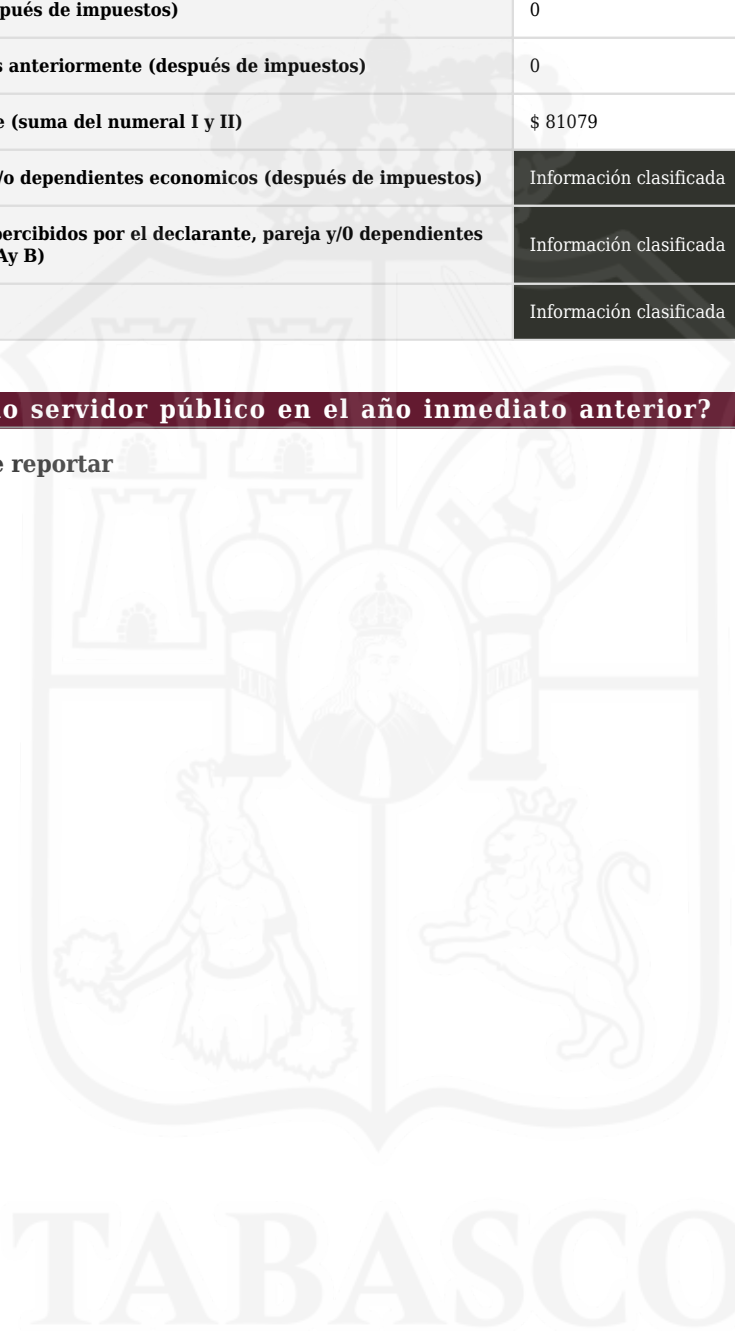 pués de impuestos) 0
s anteriormente (después de impuestos) 0
e (suma del numeral I y II) $ 81079
/o dependientes economicos (después de impuestos) Información clasificada
percibidos por el declarante, pareja y/0 dependientes
Ay B) Información clasificada
Información clasificada
o servidor público en el año inmediato anterior?
e reportar
PLUS ULTRA
TABASCO